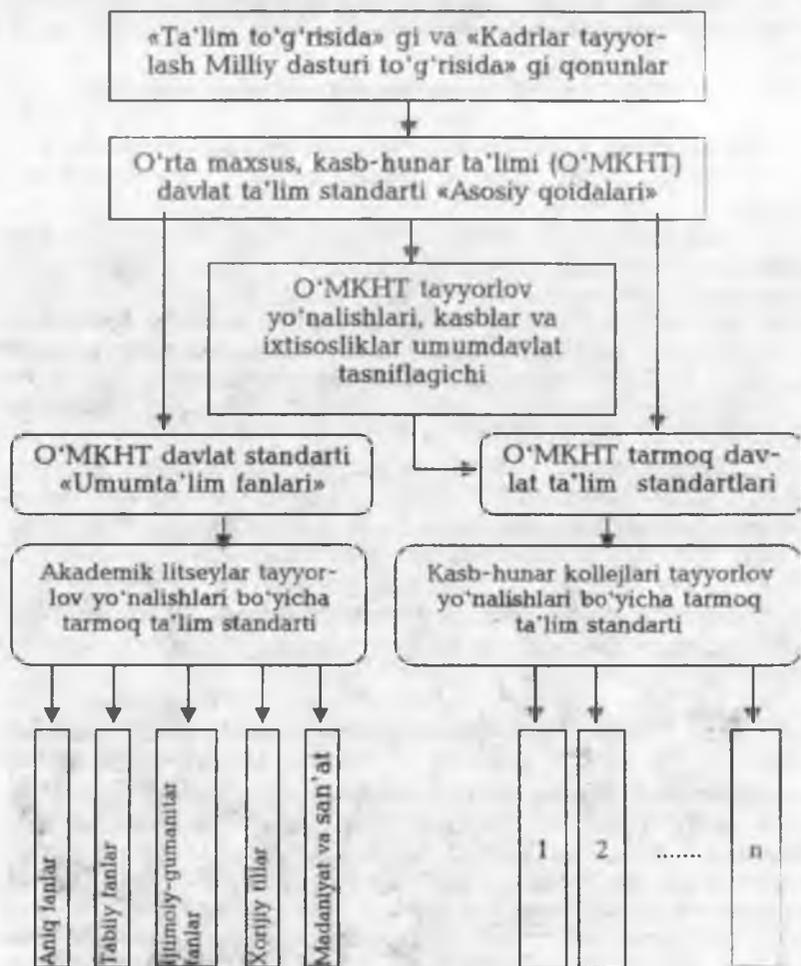 «Ta'lim to'g'risida» gi va «Kadrlar tayyor-
lash Milliy dasturi to'g'risida» gi qonunlar
O'rta maxsus, kasb-hunar ta'limi (O'MKHT)
davlat ta'lim standarti «Asosiy qoidalari»
O'MKHT tayyorlov
yo'nalishlari, kasblar va
ixtisosliklar umumdavlat
tasniflagichi
O'MKHT davlat standarti
«Umumta'lim fanlari»
O'MKHT tarmoq dav-
lat ta'lim standartlari
Akademik litseylar tayyor-
lov yo'nalishlari bo'yicha
tarmoq ta'lim standarti
Kasb-hunar kollejlari tayyorlov
yo'nalishlari bo'yicha tarmoq
ta'lim standarti
Aniq fanlar
Tabiiy fanlar
Ijtimoiy-gumanitar
fanlar
Xorijiy tillar
Madaniyat va san'at
1
2
.......
n